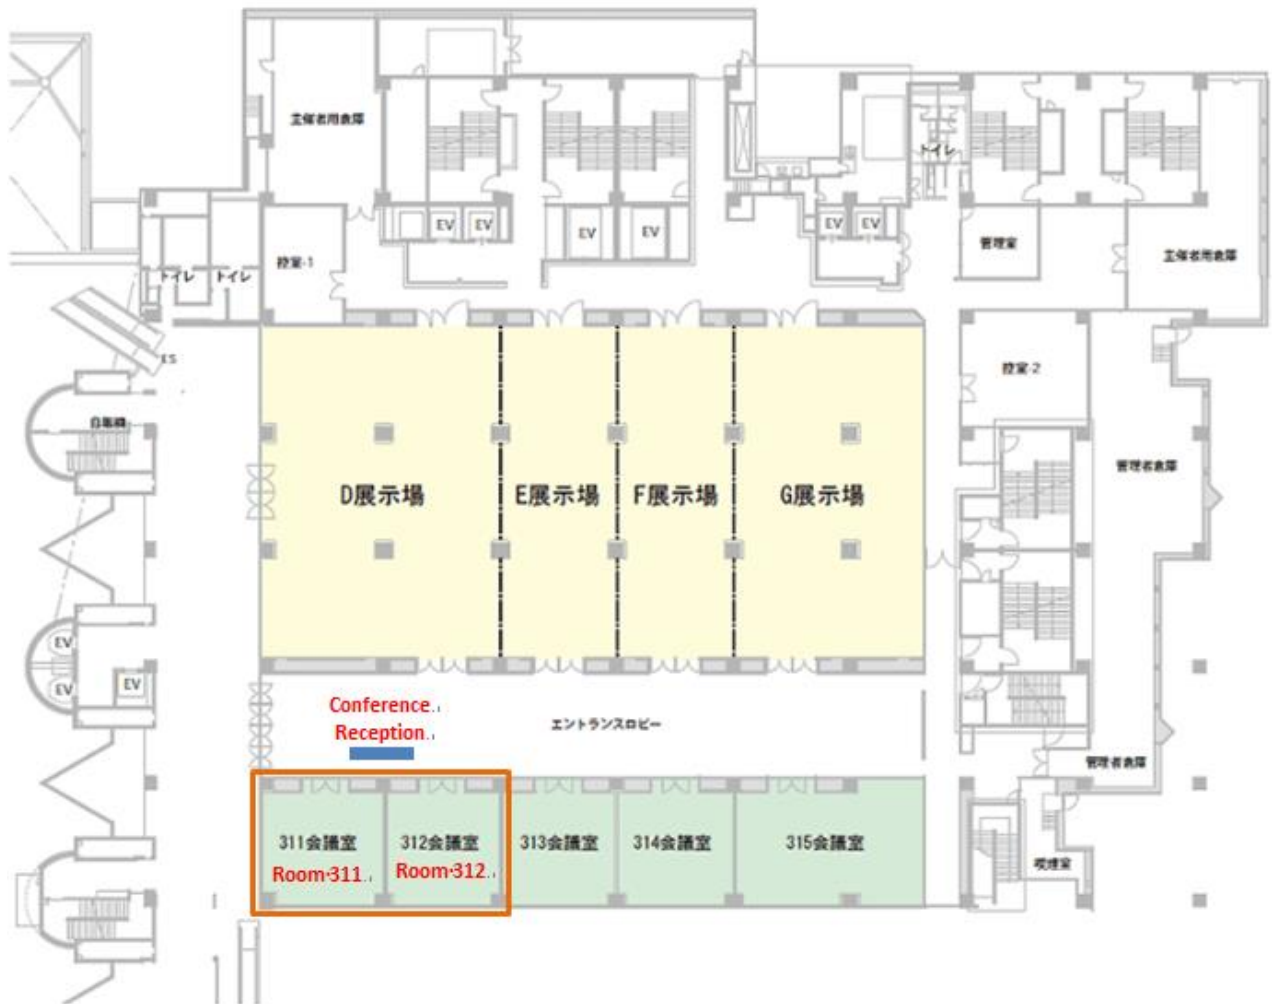 主催者用倉庫
トイレ
EV
EV
EV
EV
EV
EV
管理室
主催者用倉庫
控室-1
トイレ
トイレ
ES
控室-2
自販機
管理者倉庫
D展示場
E展示場
F展示場
G展示場
EV
EV
EV
Conference
Reception
エントランスロビー
管理者倉庫
311会議室
312会議室
313会議室
314会議室
315会議室
喫煙室
Room·311
Room·312